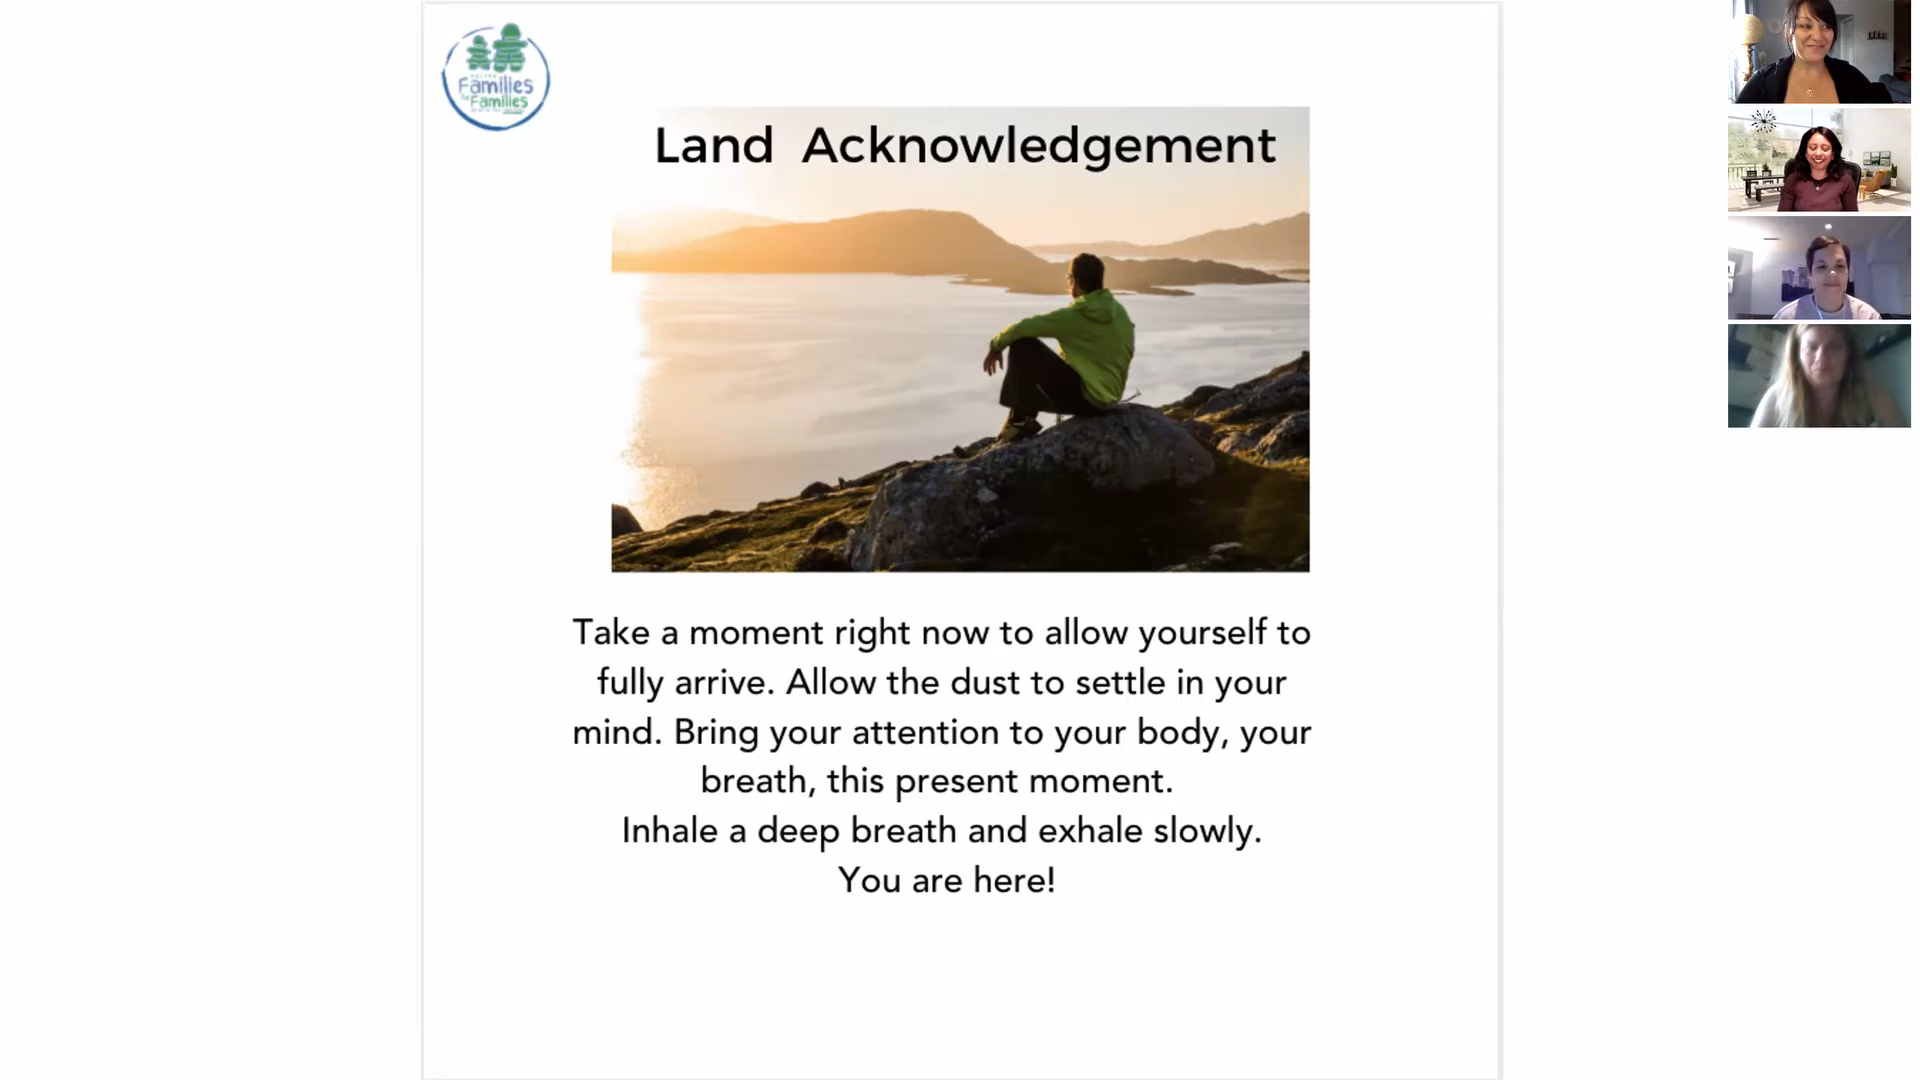 Families
for Families
Land Acknowledgement
Take a moment right now to allow yourself to
fully arrive. Allow the dust to settle in your
mind. Bring your attention to your body, your
breath, this present moment.
Inhale a deep breath and exhale slowly.
You are here!